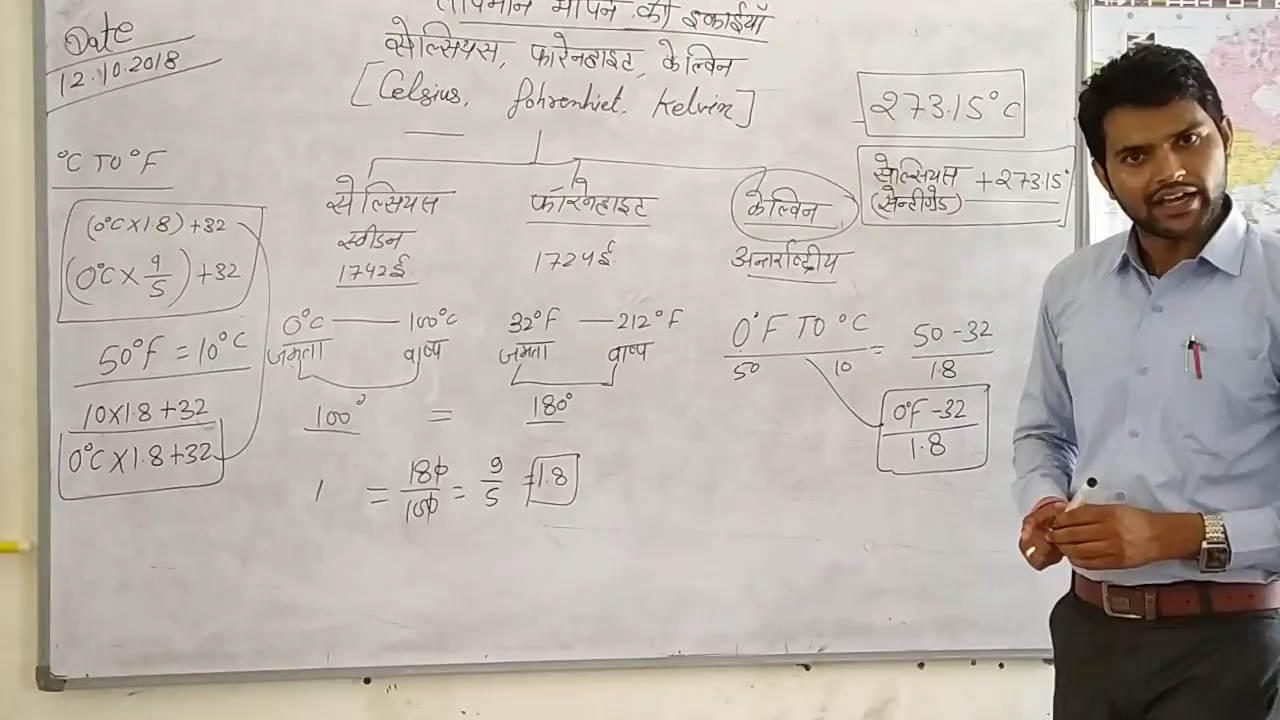 तापमान मापन की इकाईयाँ
Date
12.10.2018
सेल्सियस, फारेनहाइट, केल्विन
[Celsius, fohrenhiet. Kelvin]
273.15°C
सेल्सियस +273.15°
(सेन्टीग्रेड)
°C TO °F
(0°C X 1.8) +32
(0°C X 9/5) +32
50°F = 10°C
10X1.8+32
0°C X 1.8+32
सेल्सियस
स्वीडन
1742ई
0°C — 100°C
जमता वाष्प
100° = 180°
फॉरेनहाइट
1724ई
32°F — 212°F
जमता वाष्प
1 = 180/100 = 9/5 = 1.8
केल्विन
अन्तर्राष्ट्रीय
0°F TO °C = 50-32/1.8
50 10
0°F-32/1.8